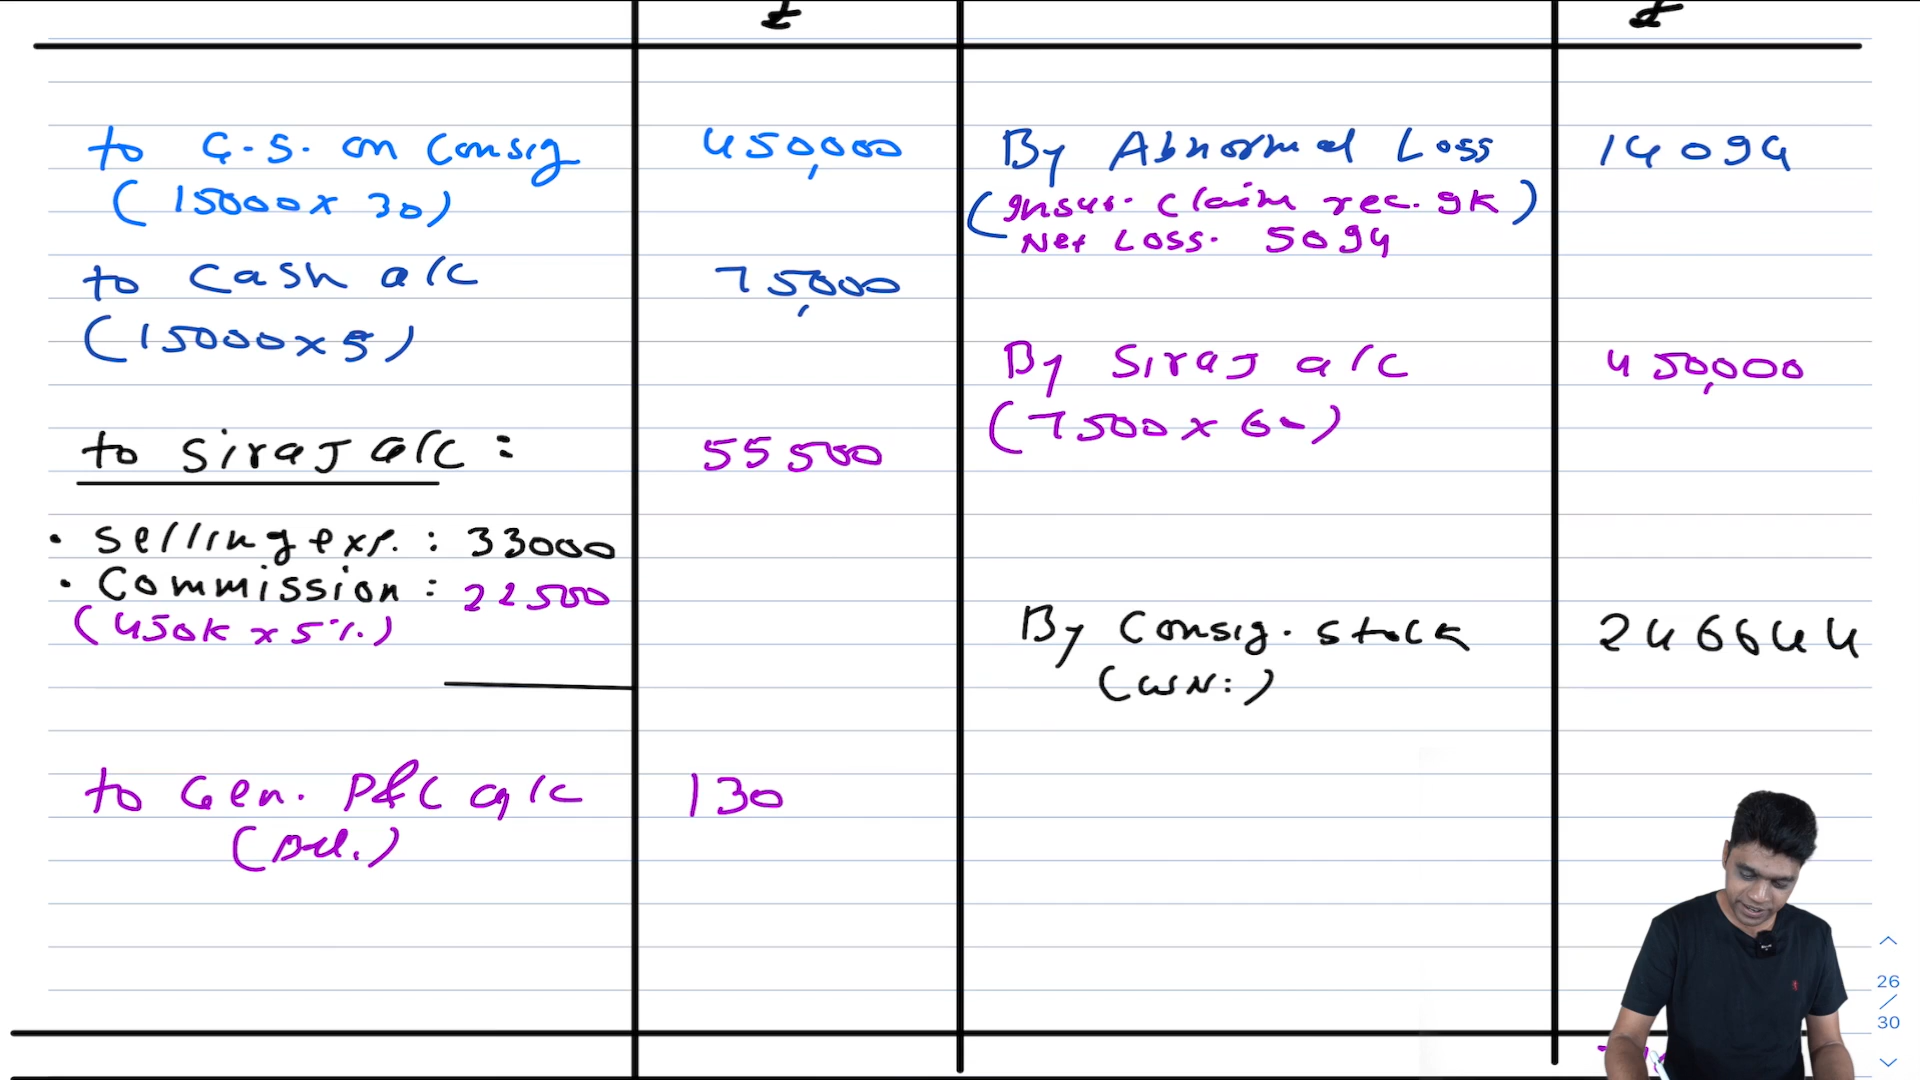 ₹ ₹
to G.S. on Consig 450,000
(15000 x 30)
to Cash a/c 75,000
(15000 x 5)
to Siraj a/c : 55500
• Selling exp. : 33000
• Commission : 22500
(450K x 5%)
to Gen. P&L a/c 130
(Bal.)
By Abnormal Loss 14094
(Insur. Claim rec. 9K)
Net Loss. 5094
By Siraj a/c 450,000
(7500 x 60)
By Consig. Stock 246644
(WN:)
26
/
30